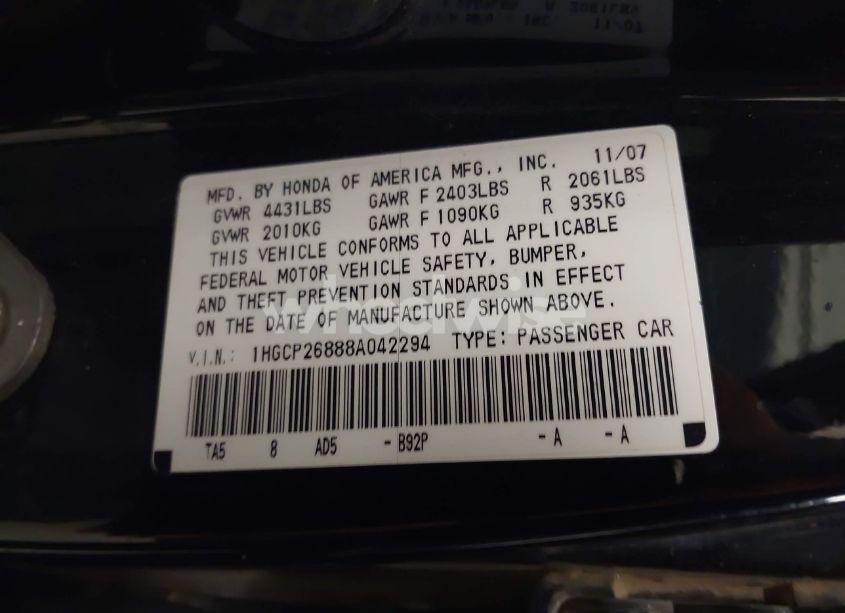 MFD. BY HONDA OF AMERICA MFG., INC. 11/07
GVWR 4431LBS GAWR F 2403LBS R 2061LBS
GVWR 2010KG GAWR F 1090KG R 935KG
THIS VEHICLE CONFORMS TO ALL APPLICABLE
FEDERAL MOTOR VEHICLE SAFETY, BUMPER,
AND THEFT PREVENTION STANDARDS IN EFFECT
ON THE DATE OF MANUFACTURE SHOWN ABOVE.
wheelwise
V.I.N.: 1HGCP26888A042294 TYPE: PASSENGER CAR
TA5 8 AD5 -B92P -A -A